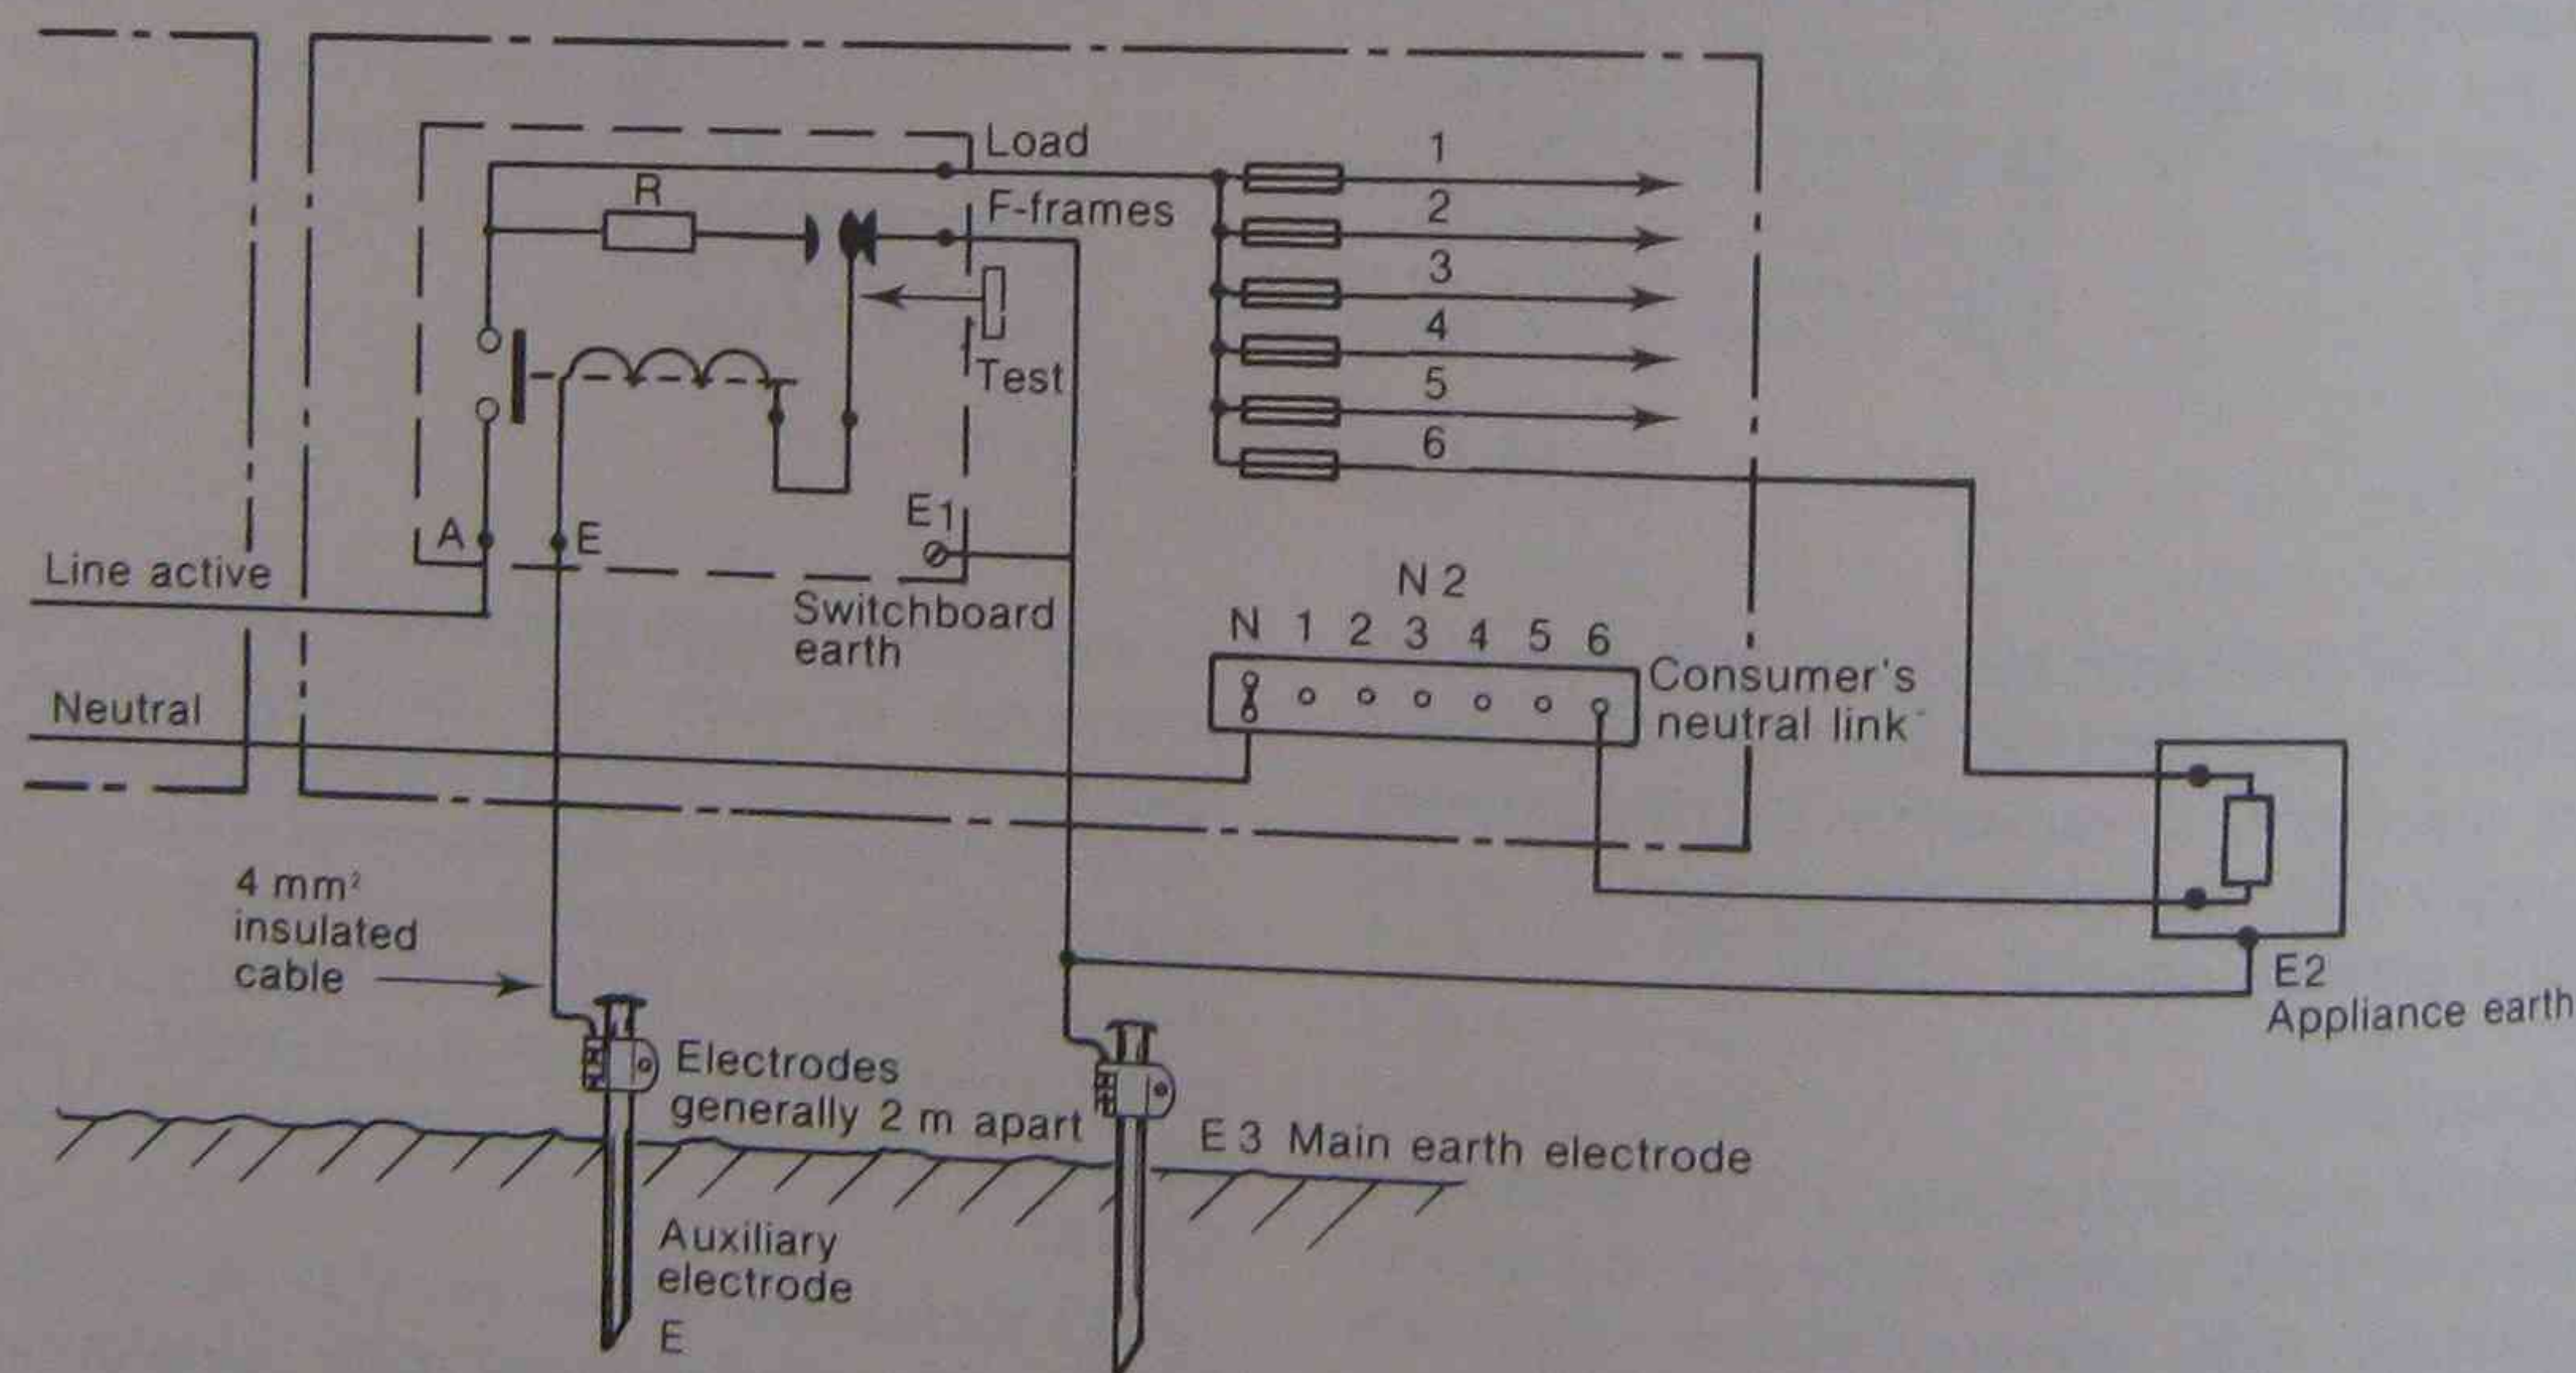 Load
1
R
F-frames
2
3
4
Test
5
6
A
E
E1
Line active
Switchboard
earth
N 2
N 1 2 3 4 5 6
Neutral
Consumer's
neutral link
4 mm²
insulated
cable
E2
Appliance earth
Electrodes
generally 2 m apart
E 3 Main earth electrode
Auxiliary
electrode
E